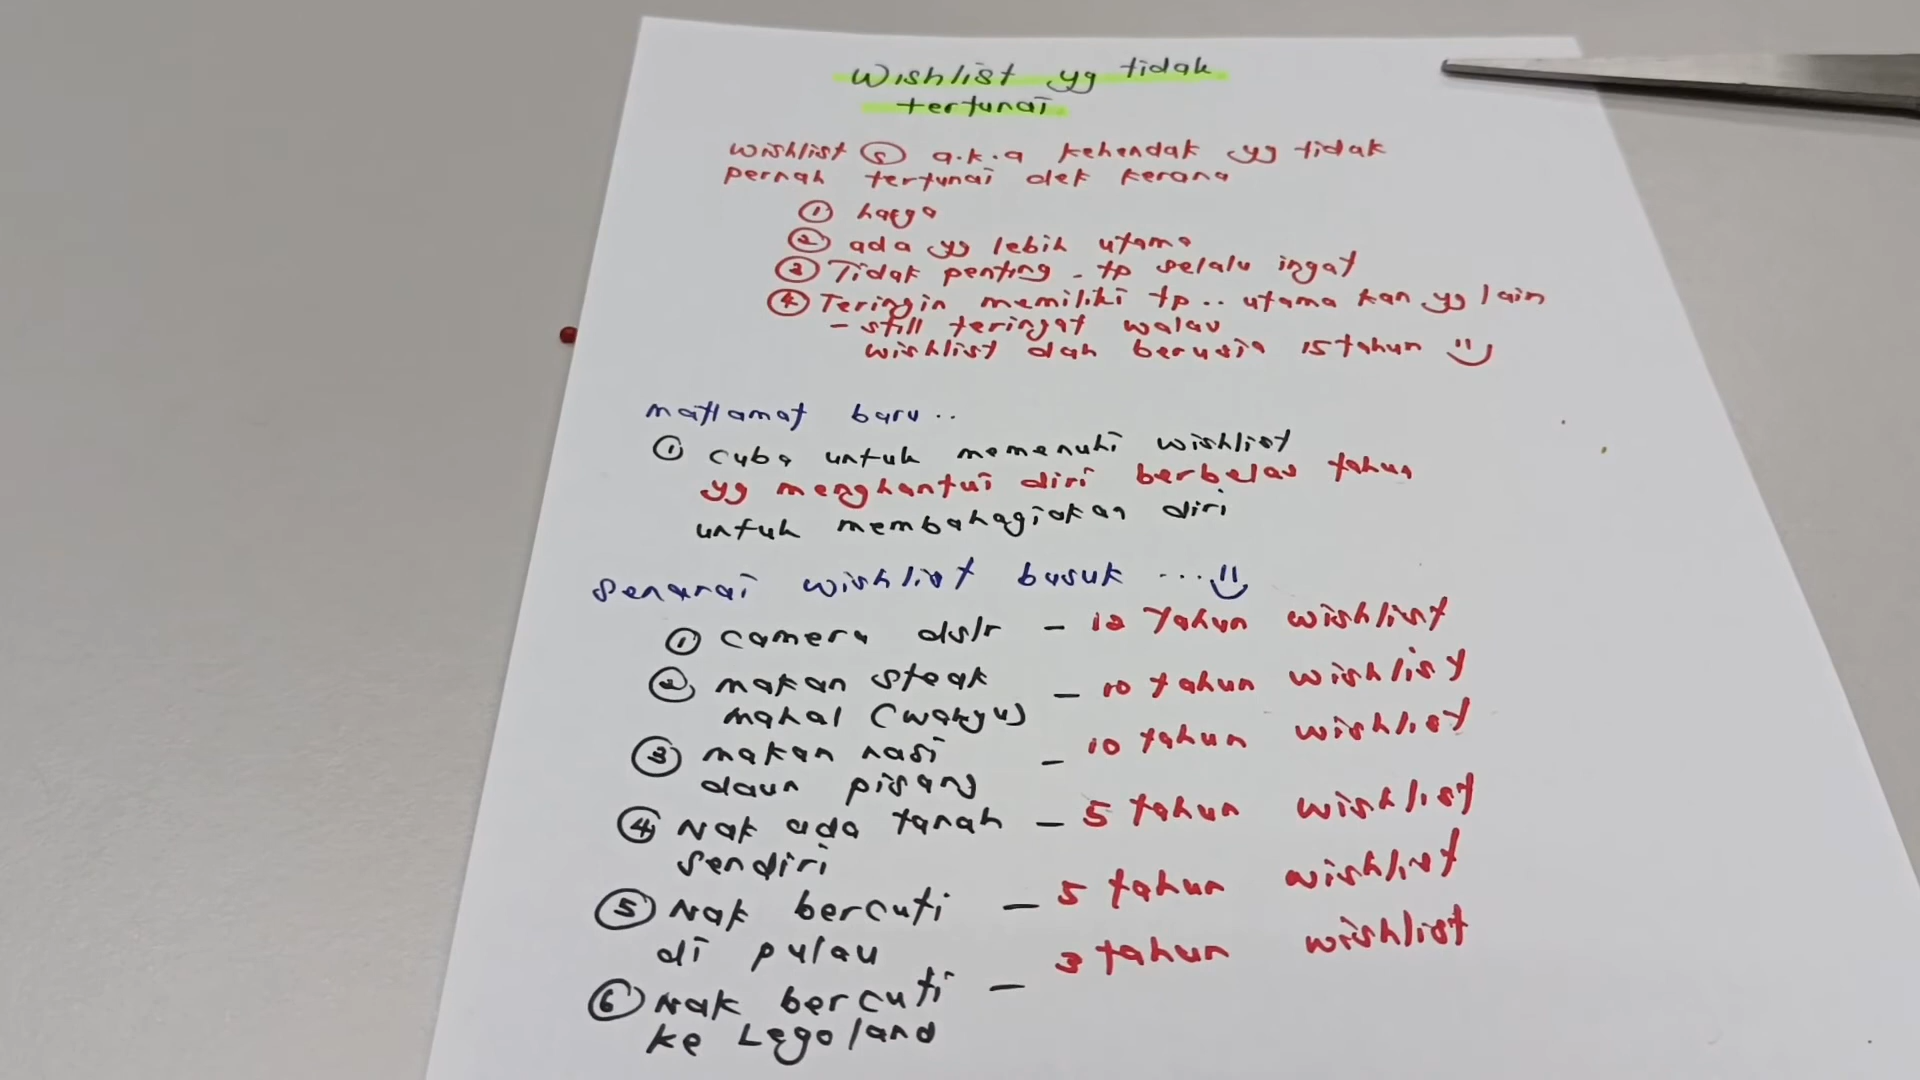 Wishlist yg tidak
tertunai
Wishlist (s) a.k.a kehendak yg tidak
pernah tertunai dek kerana
① harga
② ada yg lebih utama
③ Tidak penting - tp selalu ingat
④ Teringin memiliki tp.. utama kan yg lain
- still teringat walau
wishlist dah berusia 15 tahun
matlamat baru..
① cuba untuk memenuhi wishlist
yg menghantui diri berbelas tahun
untuk membahagiakan diri
Senarai wishlist busuk ...
① camera dslr - 12 Tahun wishlist
② makan steak - 10 tahun wishlist
mahal (wakyu)
③ makan nasi - 10 tahun wishlist
daun pisang
④ Nak ada tanah - 5 tahun wishlist
sendiri
⑤ Nak bercuti - 5 tahun wishlist
di pulau
⑥ Nak bercuti - 3 tahun wishlist
ke Legoland